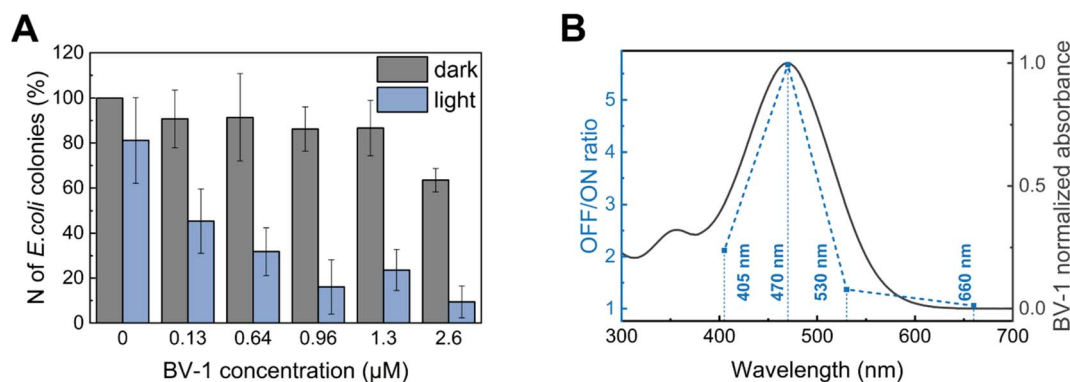 A
N of E.coli colonies (%)
120
100
80
60
40
20
0
dark
light
0 0.13 0.64 0.96 1.3 2.6
BV-1 concentration (µM)
B
OFF/ON ratio
5
4
3
2
1
405 nm
470 nm
530 nm
660 nm
1.0
0.5
0.0
BV-1 normalized absorbance
300 400 500 600 700
Wavelength (nm)